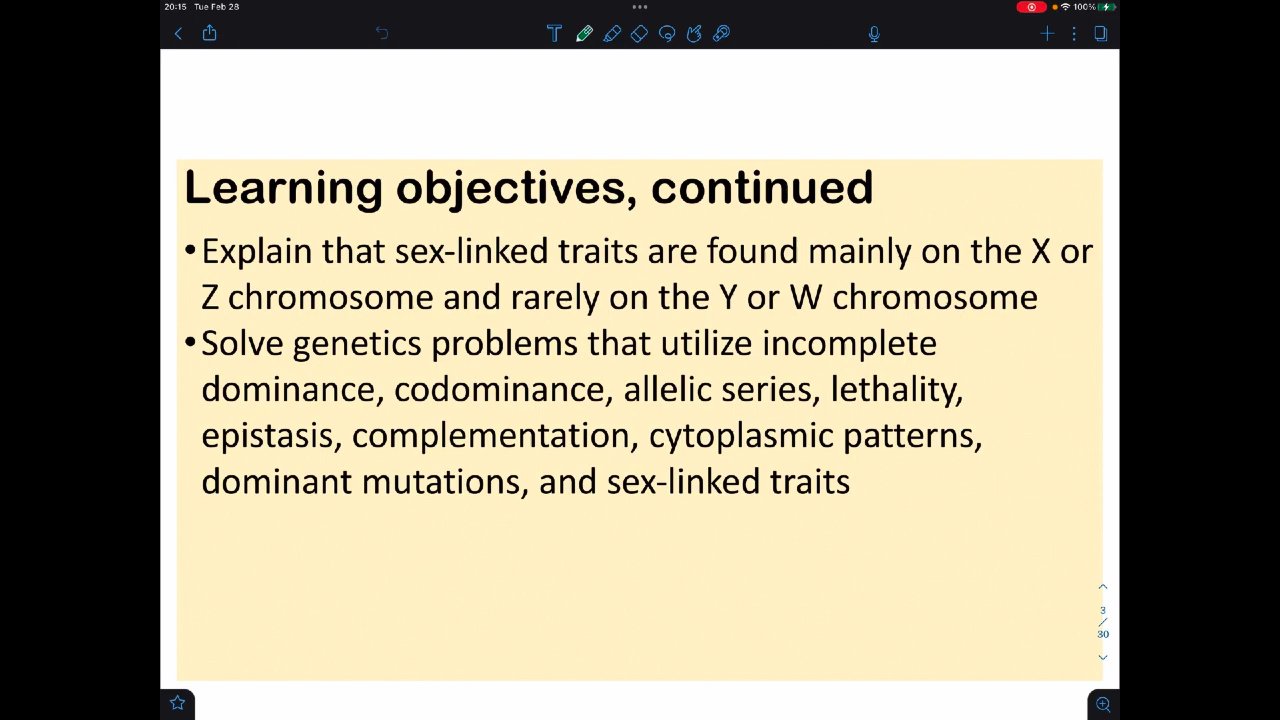 20:15 Tue Feb 28
100%
T
Learning objectives, continued
•Explain that sex-linked traits are found mainly on the X or
Z chromosome and rarely on the Y or W chromosome
•Solve genetics problems that utilize incomplete
dominance, codominance, allelic series, lethality,
epistasis, complementation, cytoplasmic patterns,
dominant mutations, and sex-linked traits
3
/
30